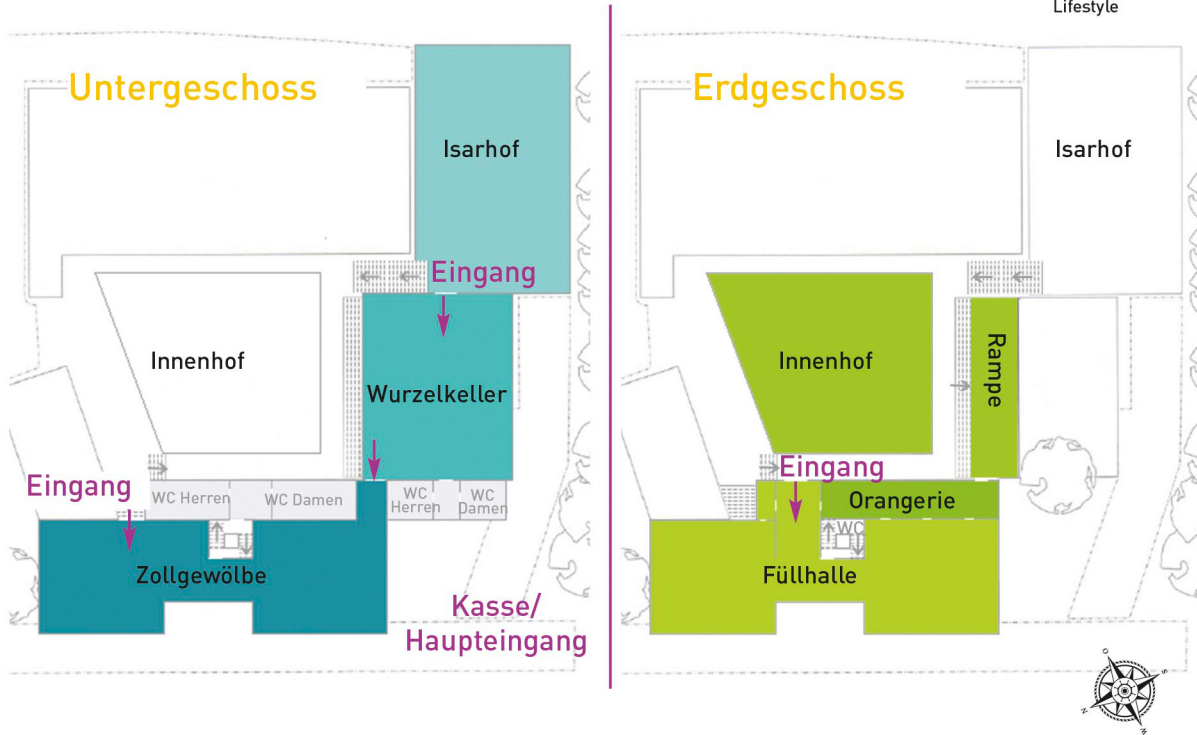 Lifestyle
Untergeschoss
Isarhof
Eingang
Innenhof
Wurzelkeller
Eingang
WC Herren
WC Damen
WC
Herren
WC
Damen
Zollgewölbe
Kasse/
Haupteingang
Erdgeschoss
Isarhof
Innenhof
Rampe
Eingang
Orangerie
WC
Füllhalle
O
S
N
W